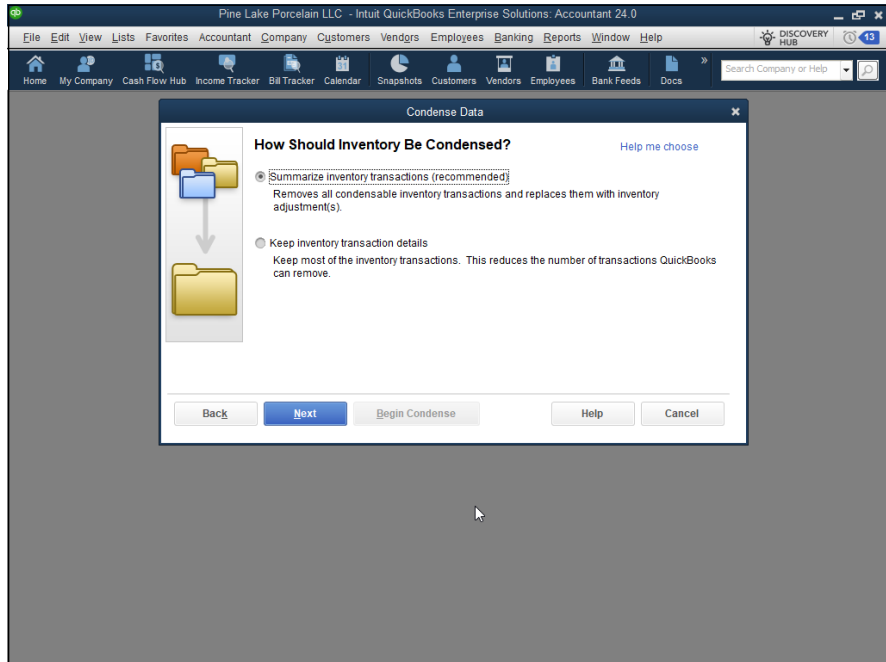 qb
Pine Lake Porcelain LLC - Intuit QuickBooks Enterprise Solutions: Accountant 24.0
File Edit View Lists Favorites Accountant Company Customers Vendors Employees Banking Reports Window Help
DISCOVERY
HUB
13
31
Home My Company Cash Flow Hub Income Tracker Bill Tracker Calendar Snapshots Customers Vendors Employees Bank Feeds Docs
»
Search Company or Help
Condense Data
How Should Inventory Be Condensed?
Help me choose
Summarize inventory transactions (recommended)
Removes all condensable inventory transactions and replaces them with inventory
adjustment(s).
Keep inventory transaction details
Keep most of the inventory transactions. This reduces the number of transactions QuickBooks
can remove.
Back Next Begin Condense Help Cancel